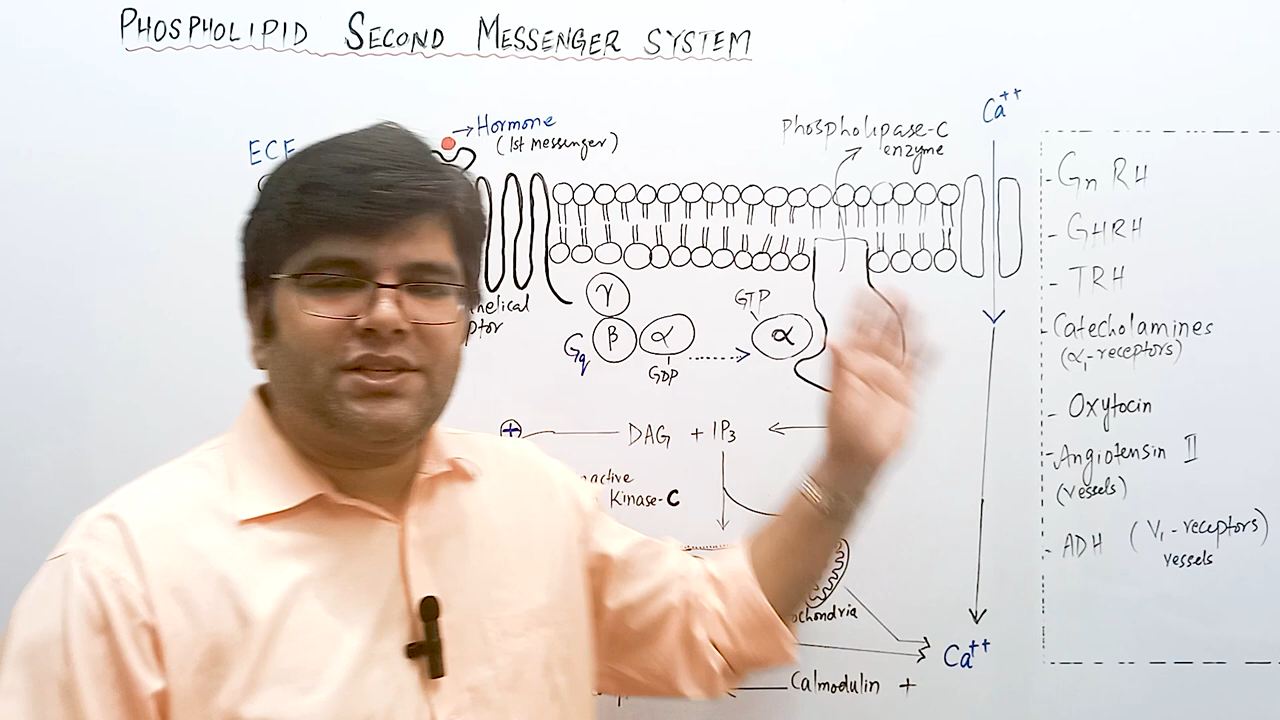 PHOSPHOLIPID SECOND MESSENGER SYSTEM
Ca++
→Hormone
(1st messenger)
Phospholipase-C
enzyme
ECF
- Gn RH
- GHRH
- TRH
- Catecholamines
(α1-receptors)
- Oxytocin
- Angiotensin II
(vessels)
- ADH (V1-receptors)
vessels
γ
β
α
Gq
GDP
GTP
α
+
DAG + IP3
Kinase-C
Ca++
Calmodulin +